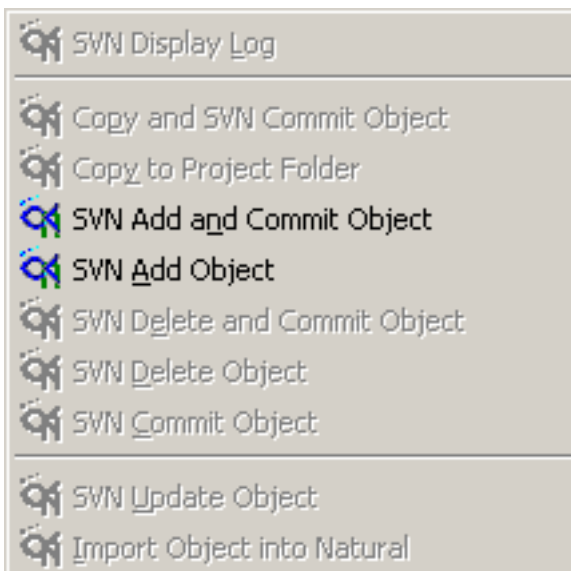 SVN Display Log
Copy and SVN Commit Object
Copy to Project Folder
SVN Add and Commit Object
SVN Add Object
SVN Delete and Commit Object
SVN Delete Object
SVN Commit Object
SVN Update Object
Import Object into Natural